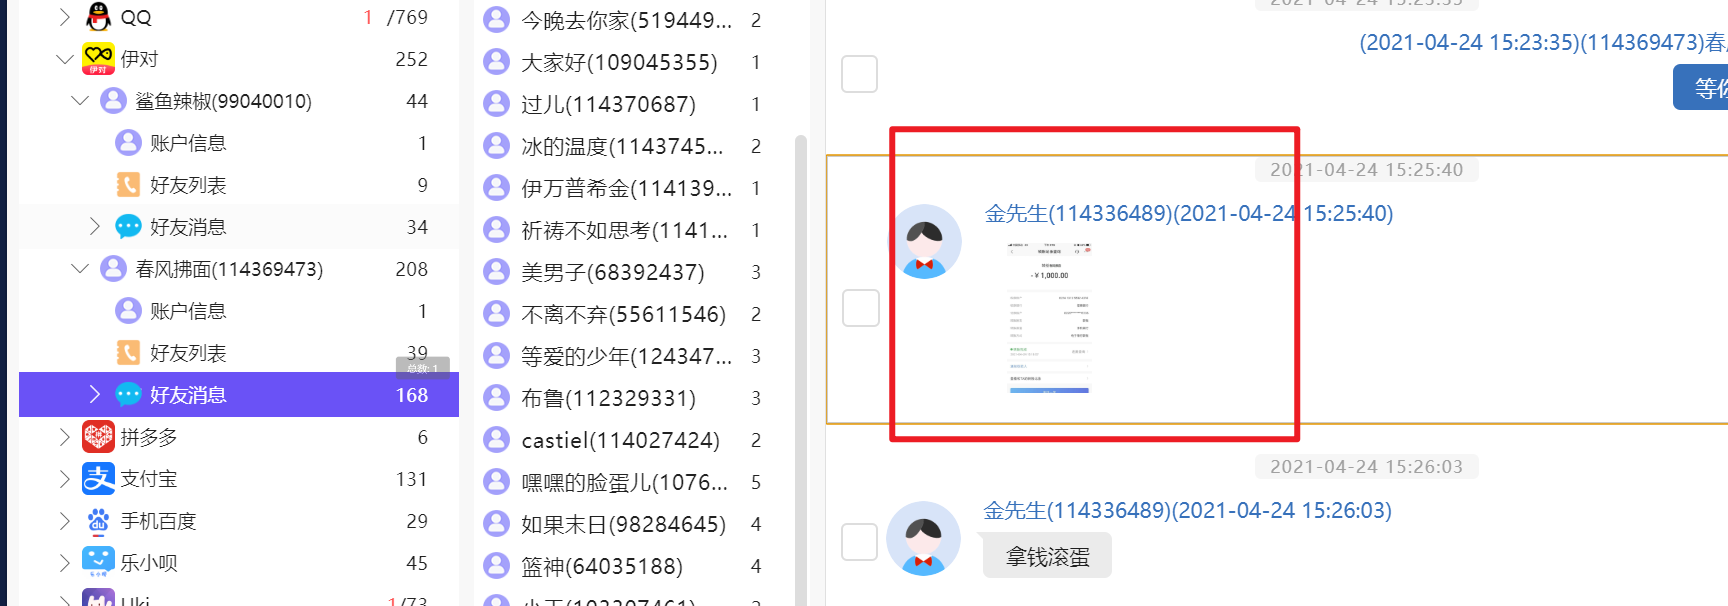 QQ
1 /769
伊对
252
鲨鱼辣椒(99040010)
44
账户信息
1
好友列表
9
好友消息
34
春风拂面(114369473)
208
账户信息
1
好友列表
39
总数: 1
好友消息
168
拼多多
6
支付宝
131
手机百度
29
乐小呗
45
Uki
1/73
今晚去你家(519449...
2
大家好(109045355)
1
过儿(114370687)
1
冰的温度(1143745...
2
伊万普希金(114139...
1
祈祷不如思考(1141...
1
美男子(68392437)
3
不离不弃(55611546)
2
等爱的少年(124347...
3
布鲁(112329331)
3
castiel(114027424)
2
嘿嘿的脸蛋儿(1076...
5
如果末日(98284645)
4
篮神(64035188)
4
2021-04-24 15:23:35
(2021-04-24 15:23:35)(114369473)春
等你
2021-04-24 15:25:40
金先生(114336489)(2021-04-24 15:25:40)
-￥1,000.00
2021-04-24 15:26:03
金先生(114336489)(2021-04-24 15:26:03)
拿钱滚蛋